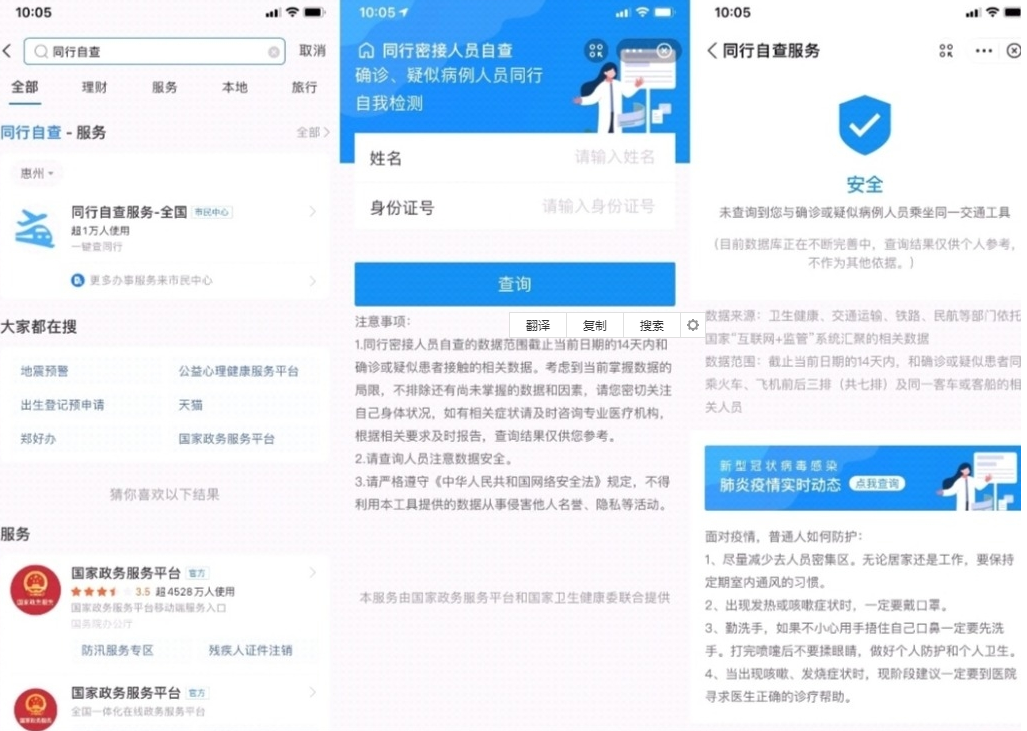 10:05
同行自查
取消
全部
理财
服务
本地
旅行
同行自查 - 服务
全部
惠州
同行自查服务-全国 市民中心
超1万人使用
一键查同行
更多办事服务来市民中心
大家都在搜
地震预警
公益心理健康服务平台
出生登记预申请
天猫
郑好办
国家政务服务平台
猜你喜欢以下结果
服务
国家政务服务平台 官方
3.5 超4528万人使用
国家政务服务平台移动端服务入口
国务院办公厅
防汛服务专区
残疾人证件注销
国家政务服务平台 官方
全国一体化在线政务服务平台
10:05
同行密接人员自查
确诊、疑似病例人员同行
自我检测
姓名
请输入姓名
身份证号
请输入身份证号
查询
翻译
复制
搜索
注意事项:
1.同行密接人员自查的数据范围截止当前日期的14天内和
确诊或疑似患者接触的相关数据。考虑到当前掌握数据的
局限，不排除还有尚未掌握的数据和因素，请您密切关注
自己身体状况，如有相关症状请及时咨询专业医疗机构，
根据相关要求及时报告，查询结果仅供您参考。
2.请查询人员注意数据安全。
3.请严格遵守《中华人民共和国网络安全法》规定，不得
利用本工具提供的数据从事侵害他人名誉、隐私等活动。
本服务由国家政务服务平台和国家卫生健康委联合提供
10:05
同行自查服务
安全
未查询到您与确诊或疑似病例人员乘坐同一交通工具
（目前数据库正在不断完善中，查询结果仅供个人参考，
不作为其他依据。）
数据来源：卫生健康、交通运输、铁路、民航等部门依托
国家“互联网+监管”系统汇聚的相关数据
数据范围：截止当前日期的14天内，和确诊或疑似患者同
乘火车、飞机前后三排（共七排）及同一客车或客船的相
关人员
新型冠状病毒感染
肺炎疫情实时动态 点我查询
面对疫情，普通人如何防护:
1、尽量减少去人员密集区。无论居家还是工作，要保持
定期室内通风的习惯。
2、出现发热或咳嗽症状时，一定要戴口罩。
3、勤洗手，如果不小心用手捂住自己口鼻一定要先洗
手。打完喷嚏后不要揉眼睛，做好个人防护和个人卫生。
4、当出现咳嗽、发烧症状时，现阶段建议一定要到医院
寻求医生正确的诊疗帮助。